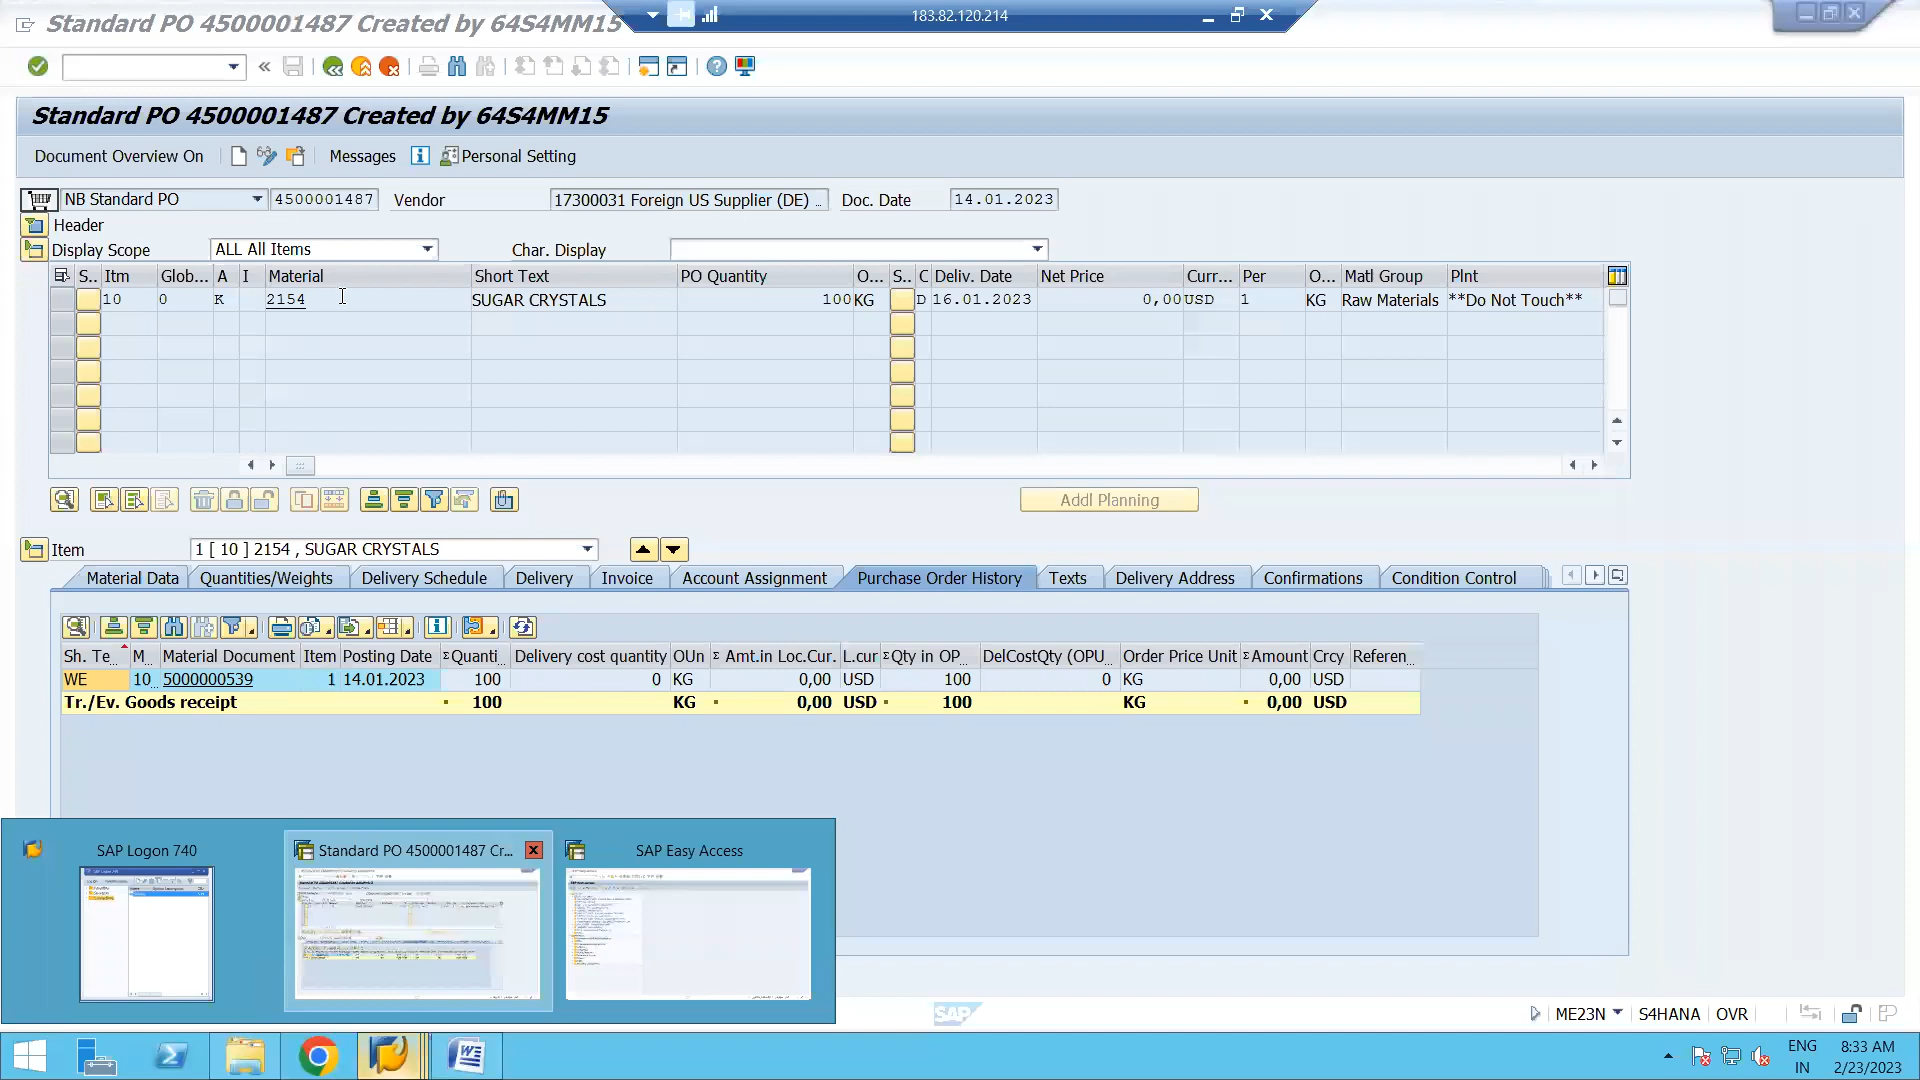 Standard PO 4500001487 Created by 64S4MM15
183.82.120.214
Standard PO 4500001487 Created by 64S4MM15
Document Overview On Messages Personal Setting
NB Standard PO 4500001487 Vendor 17300031 Foreign US Supplier (DE) .. Doc. Date 14.01.2023
Header
Display Scope ALL All Items Char. Display
S.. Itm Glob... A I Material Short Text PO Quantity O... S.. C Deliv. Date Net Price Curr... Per O... Matl Group Plnt
10 0 K 2154 SUGAR CRYSTALS 100 KG D 16.01.2023 0,00 USD 1 KG Raw Materials **Do Not Touch**
Addl Planning
Item 1 [ 10 ] 2154 , SUGAR CRYSTALS
Material Data Quantities/Weights Delivery Schedule Delivery Invoice Account Assignment Purchase Order History Texts Delivery Address Confirmations Condition Control
Sh. Te... M... Material Document Item Posting Date Σ Quanti... Delivery cost quantity OUn Σ Amt.in Loc.Cur. L.cur Σ Qty in OP... DelCostQty (OPU... Order Price Unit Σ Amount Crcy Referen...
WE 10... 5000000539 1 14.01.2023 100 0 KG 0,00 USD 100 0 KG 0,00 USD
Tr./Ev. Goods receipt 100 KG 0,00 USD 100 KG 0,00 USD
SAP Logon 740 Standard PO 4500001487 Cr... SAP Easy Access
SAP ME23N S4HANA OVR
ENG 8:33 AM
IN 2/23/2023